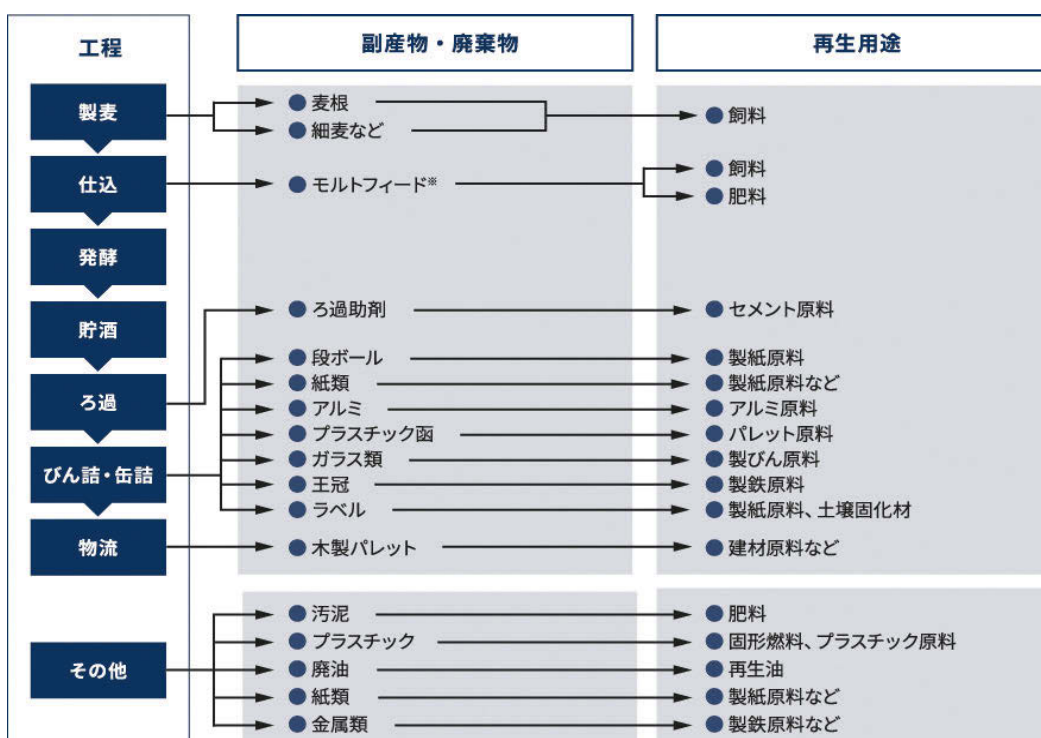 工程
副産物・廃棄物
再生用途
製麦
麦根
細麦など
飼料
仕込
モルトフィード※
飼料
肥料
発酵
貯酒
ろ過
ろ過助剤
セメント原料
びん詰・缶詰
段ボール
製紙原料
紙類
製紙原料など
アルミ
アルミ原料
プラスチック函
パレット原料
ガラス類
製びん原料
王冠
製鉄原料
ラベル
製紙原料、土壌固化材
物流
木製パレット
建材原料など
その他
汚泥
肥料
プラスチック
固形燃料、プラスチック原料
廃油
再生油
紙類
製紙原料など
金属類
製鉄原料など